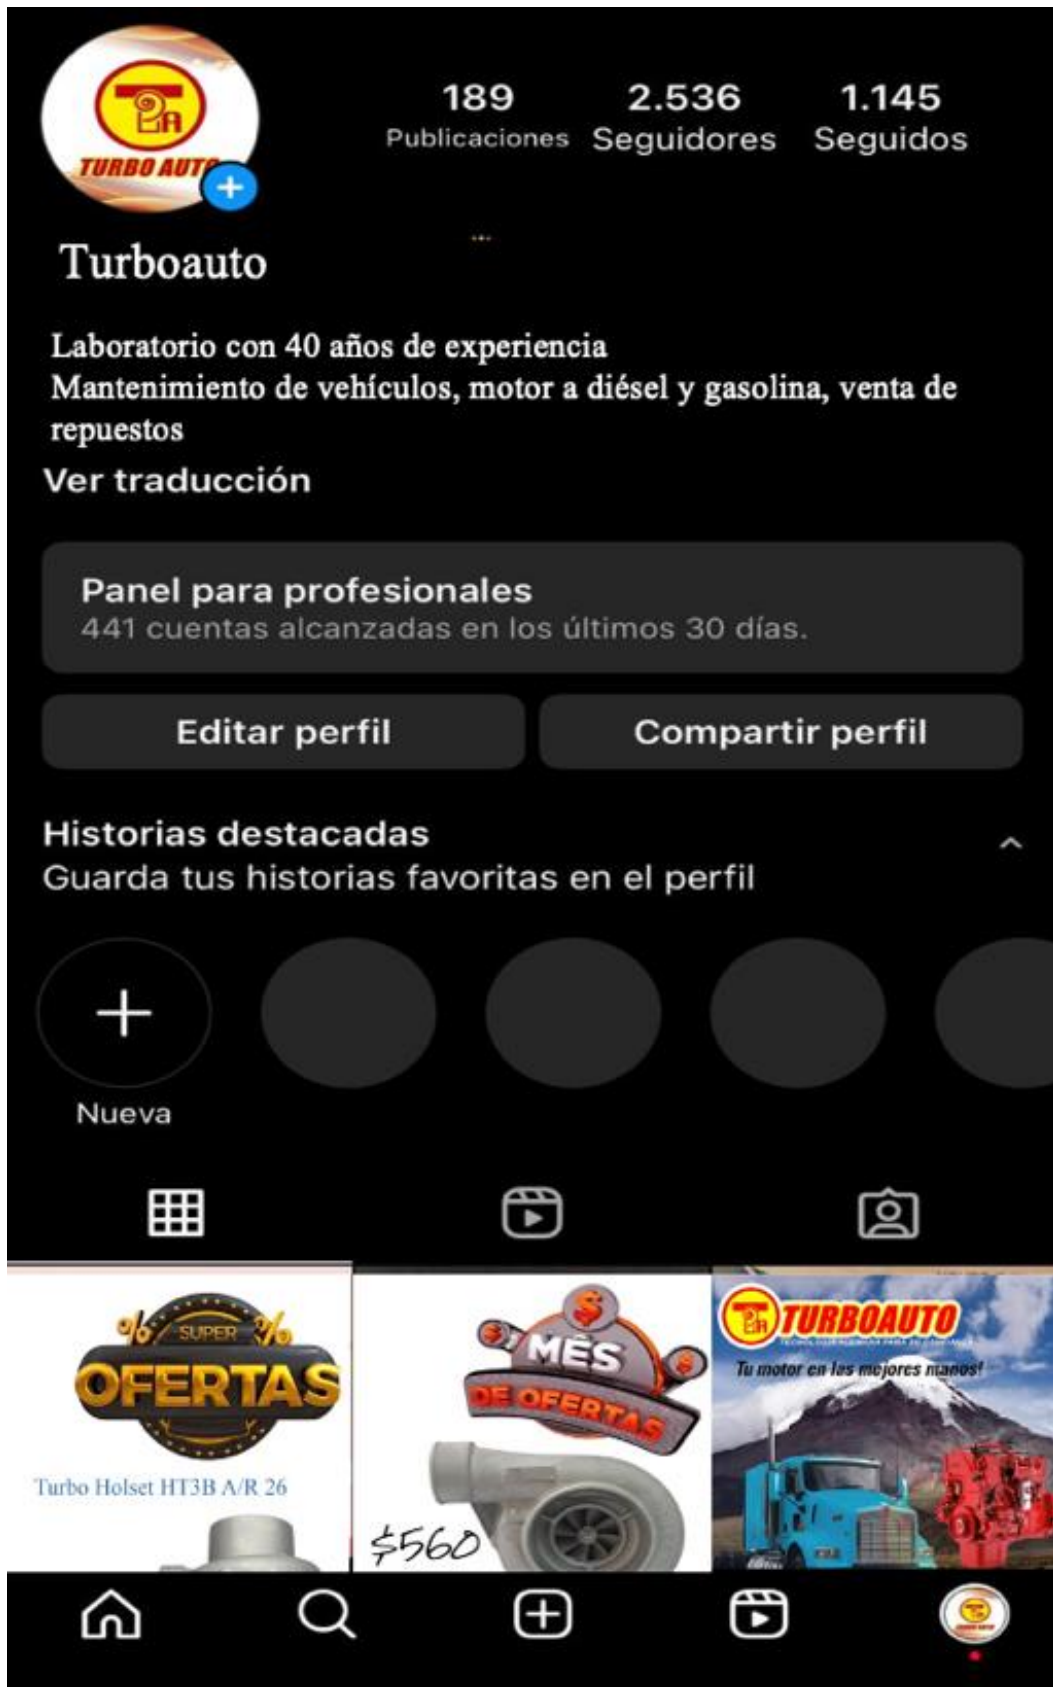 189 2.536 1.145
Publicaciones Seguidores Seguidos
TURBO AUTO
Turboauto
Laboratorio con 40 años de experiencia
Mantenimiento de vehículos, motor a diésel y gasolina, venta de
repuestos
Ver traducción
Panel para profesionales
441 cuentas alcanzadas en los últimos 30 días.
Editar perfil Compartir perfil
Historias destacadas
Guarda tus historias favoritas en el perfil
Nueva
SUPER
OFERTAS
Turbo Holset HT3B A/R 26
MÊS
DE OFERTAS
$560
TURBOAUTO
Tu motor en las mejores manos!